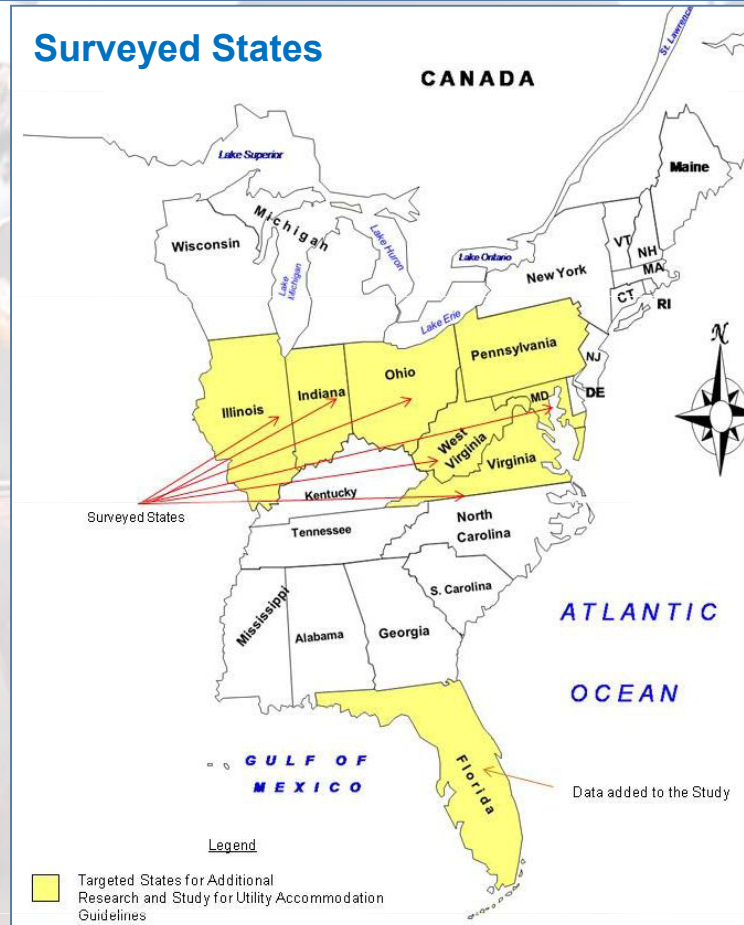 Surveyed States
St. Lawrence
CANADA
Lake Superior
Maine
Michigan
Wisconsin
Lake Huron
VT
NH
Lake Ontario
MA
New York
Lake
Michigan
CT
RI
Lake Erie
Pennsylvania
NJ
N
Ohio
Indiana
DE
MD
Illinois
West
Virginia
Virginia
Kentucky
Surveyed States
North
Carolina
Tennessee
S. Carolina
Mississippi
Alabama
Georgia
ATLANTIC
OCEAN
GULF OF
MEXICO
Florida
Data added to the Study
Legend
Targeted States for Additional
Research and Study for Utility Accommodation
Guidelines